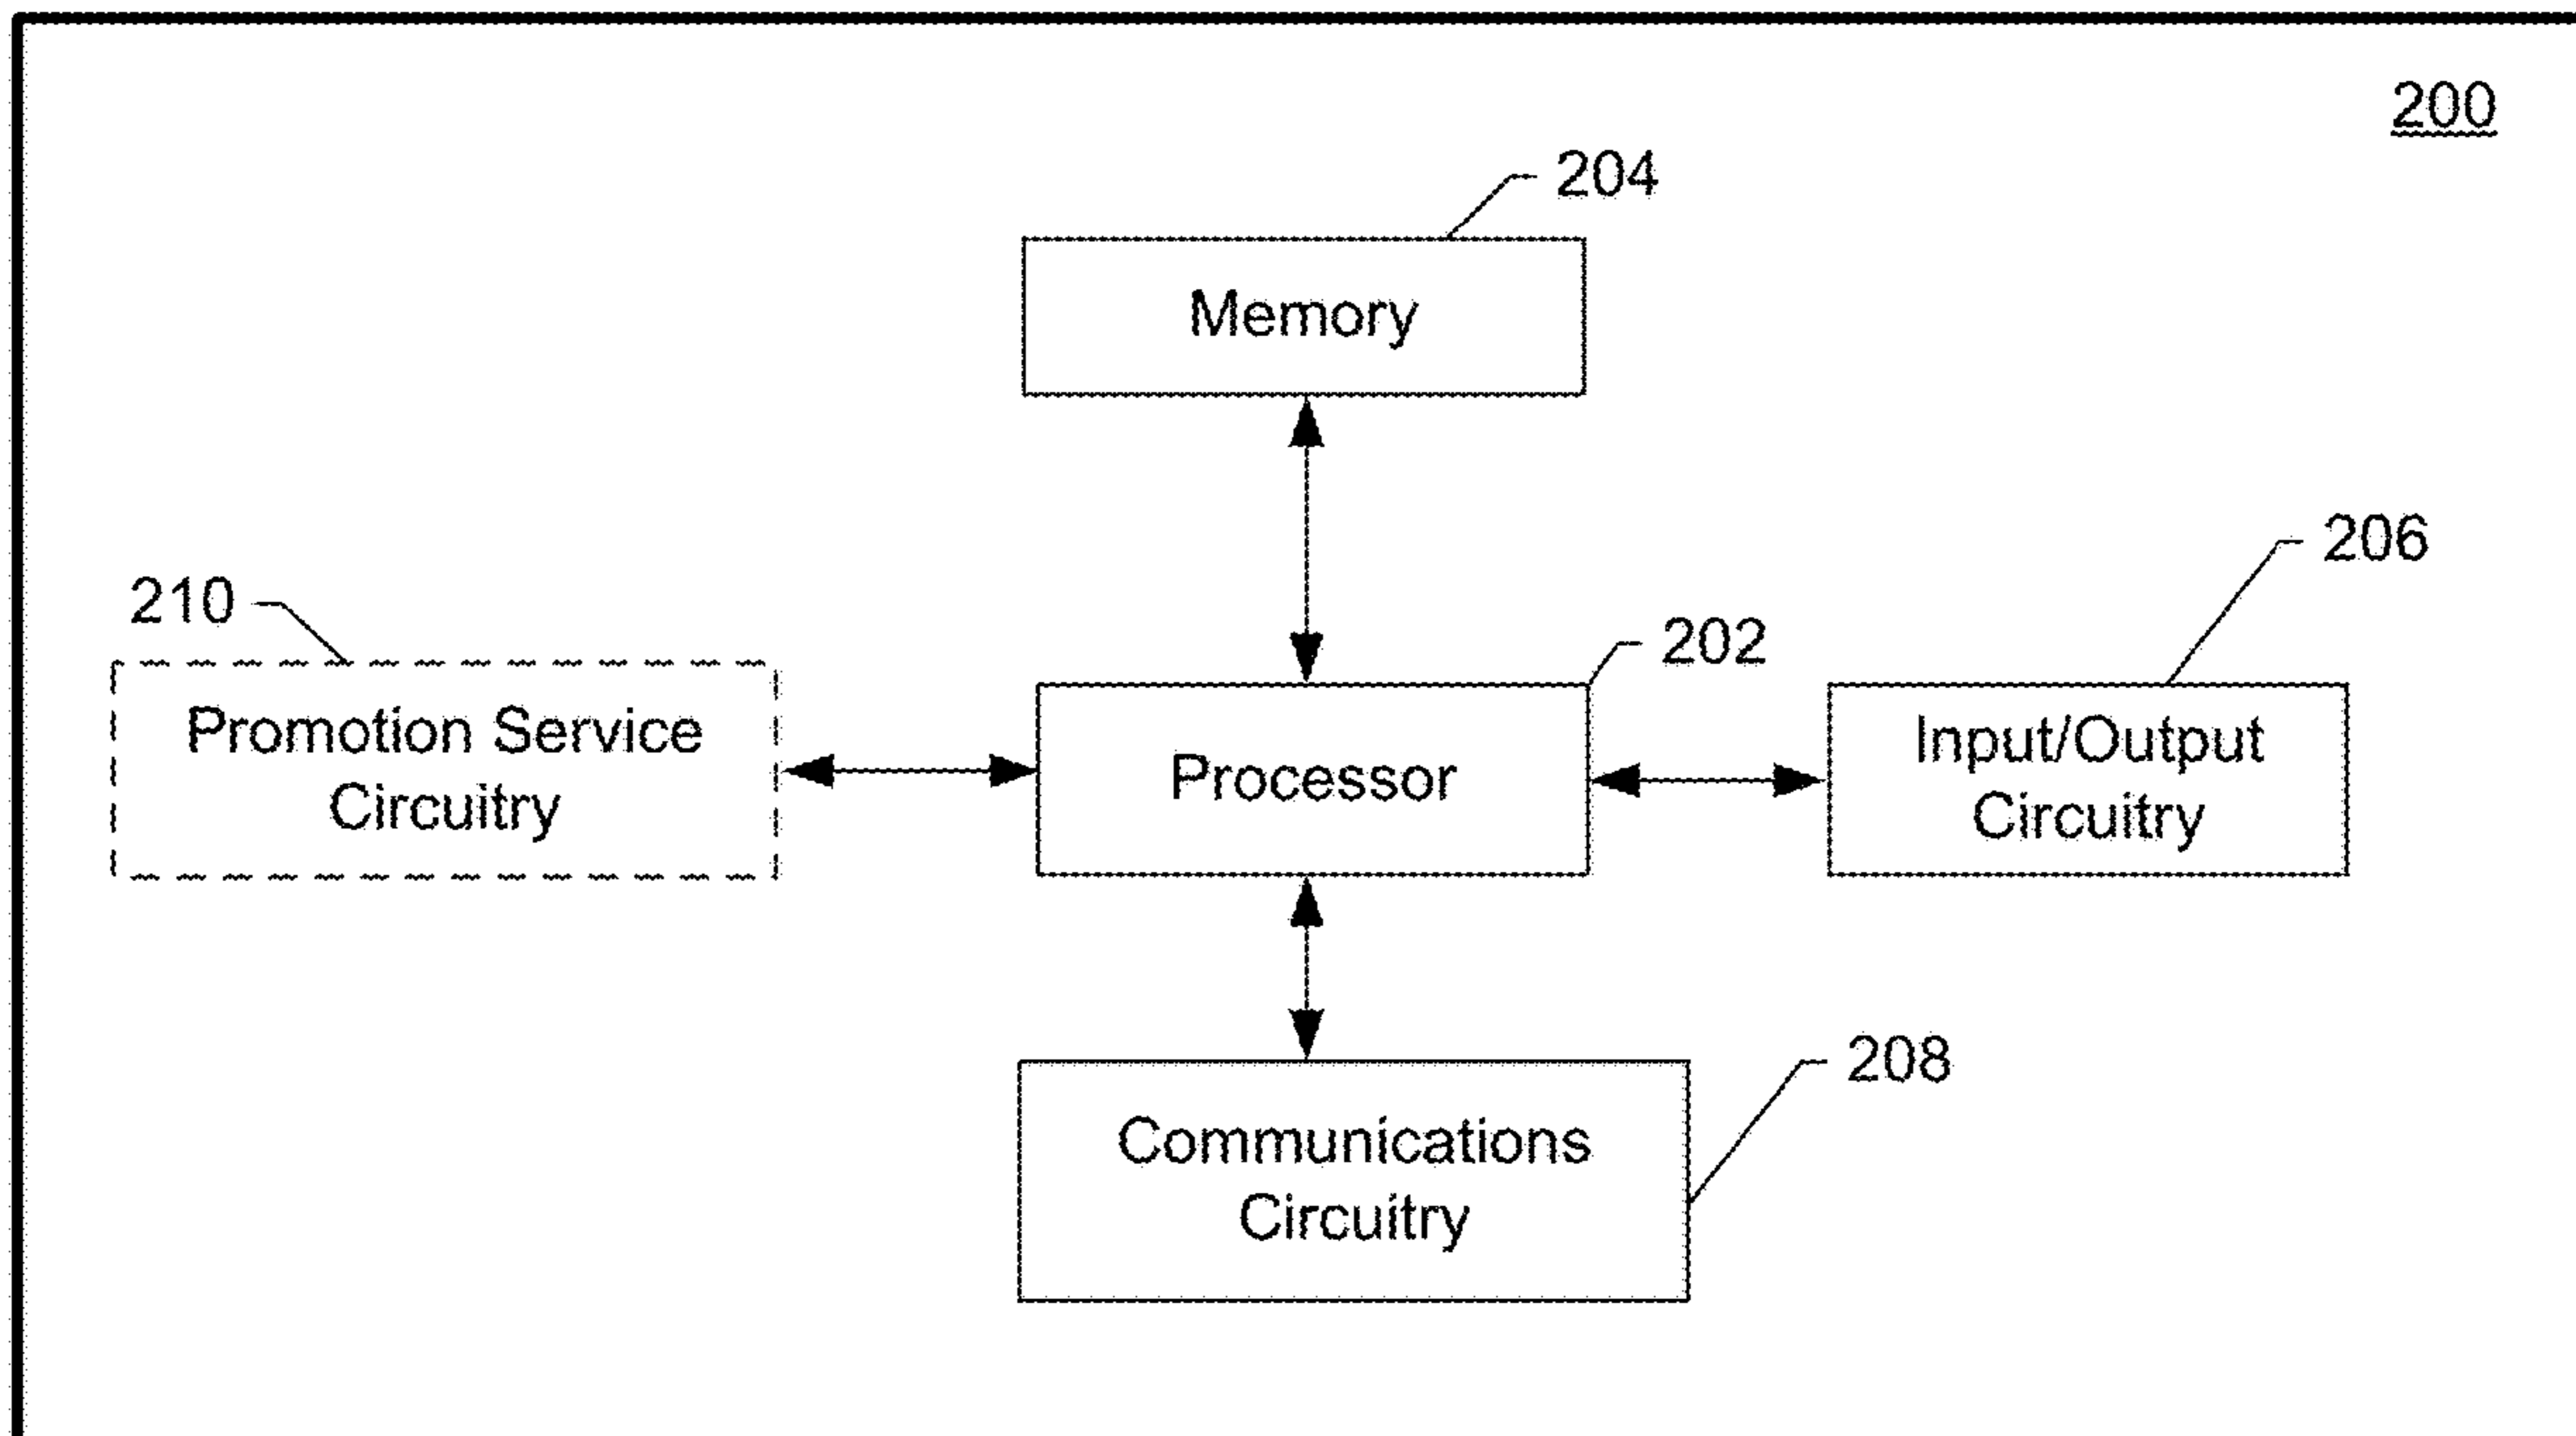 200
204
Memory
206
210
202
Promotion Service
Circuitry
Processor
Input/Output
Circuitry
208
Communications
Circuitry